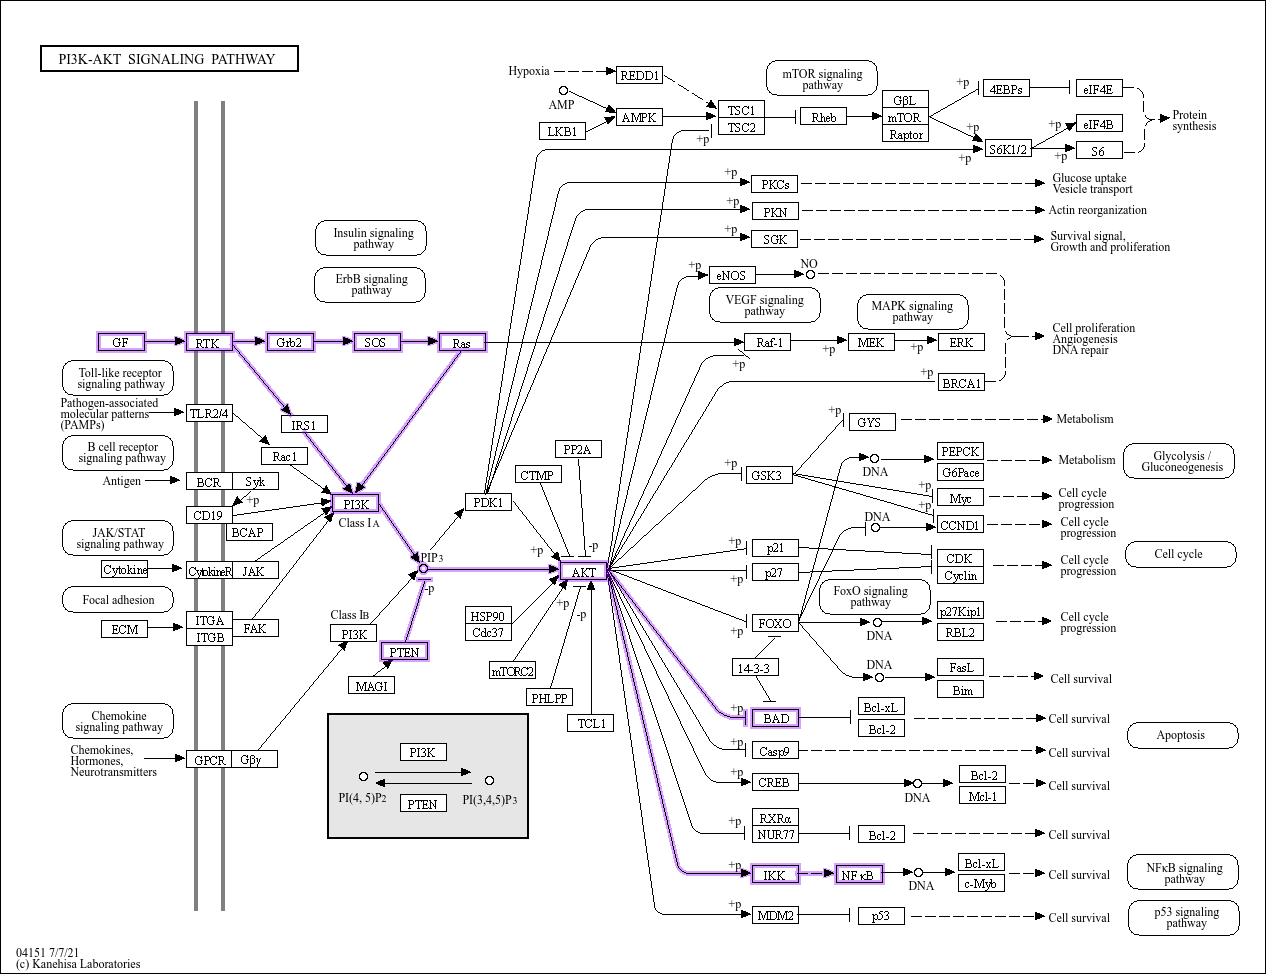 PI3K-AKT SIGNALING PATHWAY
Hypoxia
REDD1
AMP
LKB1
AMPK
TSC1
TSC2
+p
Rheb
mTOR signaling
pathway
GβL
mTOR
Raptor
+p
4EBPs
eIF4E
+p
S6K1/2
+p
+p
eIF4B
+p
S6
Protein
synthesis
+p
PKCs
Glucose uptake
Vesicle transport
+p
PKN
Actin reorganization
+p
SGK
Survival signal,
Growth and proliferation
Insulin signaling
pathway
ErbB signaling
pathway
+p
eNOS
NO
VEGF signaling
pathway
MAPK signaling
pathway
GF
RTK
Grb2
SOS
Ras
Raf-1
+p
+p
MEK
+p
ERK
+p
BRCA1
Cell proliferation
Angiogenesis
DNA repair
Toll-like receptor
signaling pathway
Pathogen-associated
molecular patterns
(PAMPs)
TLR2/4
IRS1
Rac1
B cell receptor
signaling pathway
Antigen
BCR
Syk
+p
CD19
BCAP
PI3K
Class IA
JAK/STAT
signaling pathway
Cytokine
CytokineR
JAK
Focal adhesion
ECM
ITGA
ITGB
FAK
Chemokine
signaling pathway
Chemokines,
Hormones,
Neurotransmitters
GPCR
Gβγ
PIP3
-p
Class IB
PI3K
PTEN
MAGI
PDK1
CTMP
PP2A
+p
-p
AKT
HSP90
Cdc37
+p
-p
mTORC2
PHLPP
TCL1
PI3K
PI(4, 5)P2
PI(3,4,5)P3
PTEN
+p
GYS
Metabolism
+p
GSK3
DNA
PEPCK
G6Pace
Metabolism
Glycolysis /
Gluconeogenesis
+p
Myc
Cell cycle
progression
+p
DNA
CCND1
Cell cycle
progression
+p
p21
+p
p27
CDK
Cyclin
Cell cycle
progression
Cell cycle
FoxO signaling
pathway
+p
FOXO
DNA
p27Kip1
RBL2
Cell cycle
progression
14-3-3
DNA
FasL
Bim
Cell survival
+p
BAD
Bcl-xL
Bcl-2
Cell survival
Apoptosis
+p
Casp9
Cell survival
+p
CREB
DNA
Bcl-2
Mcl-1
Cell survival
+p
RXRα
NUR77
Bcl-2
Cell survival
+p
IKK
NFκB
DNA
Bcl-xL
c-Myb
Cell survival
NFκB signaling
pathway
+p
MDM2
p53
Cell survival
p53 signaling
pathway
04151 7/7/21
(c) Kanehisa Laboratories